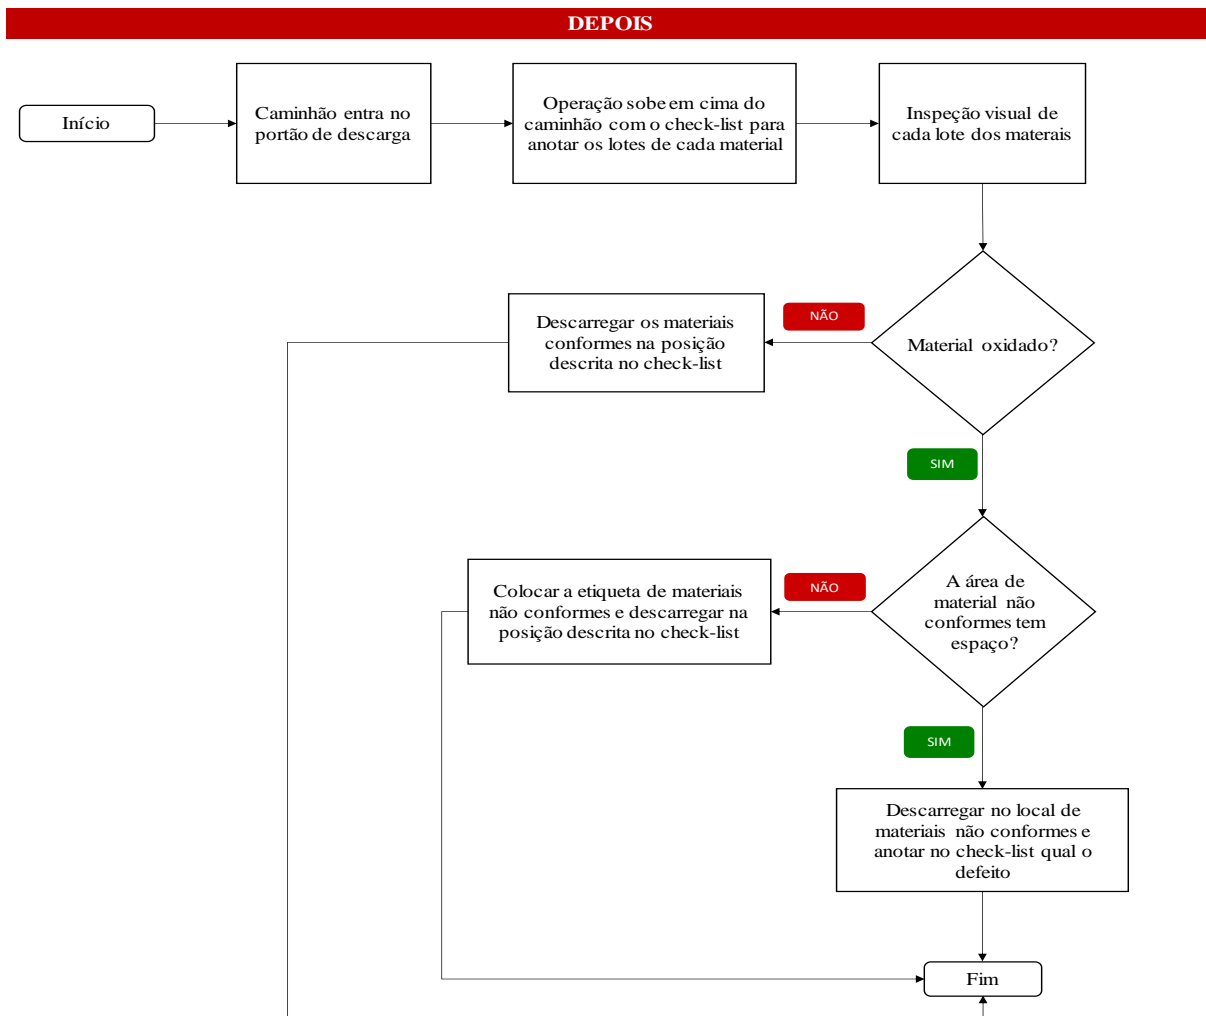 DEPOIS
Início
Caminhão entra no
portão de descarga
Operação sobe em cima do
caminhão com o check-list para
anotar os lotes de cada material
Inspeção visual de
cada lote dos materais
Material oxidado?
NÃO
Descarregar os materiais
conformes na posição
descrita no check-list
SIM
A área de
material não
conformes tem
espaço?
NÃO
Colocar a etiqueta de materiais
não conformes e descarregar na
posição descrita no check-list
SIM
Descarregar no local de
materiais não conformes e
anotar no check-list qual o
defeito
Fim